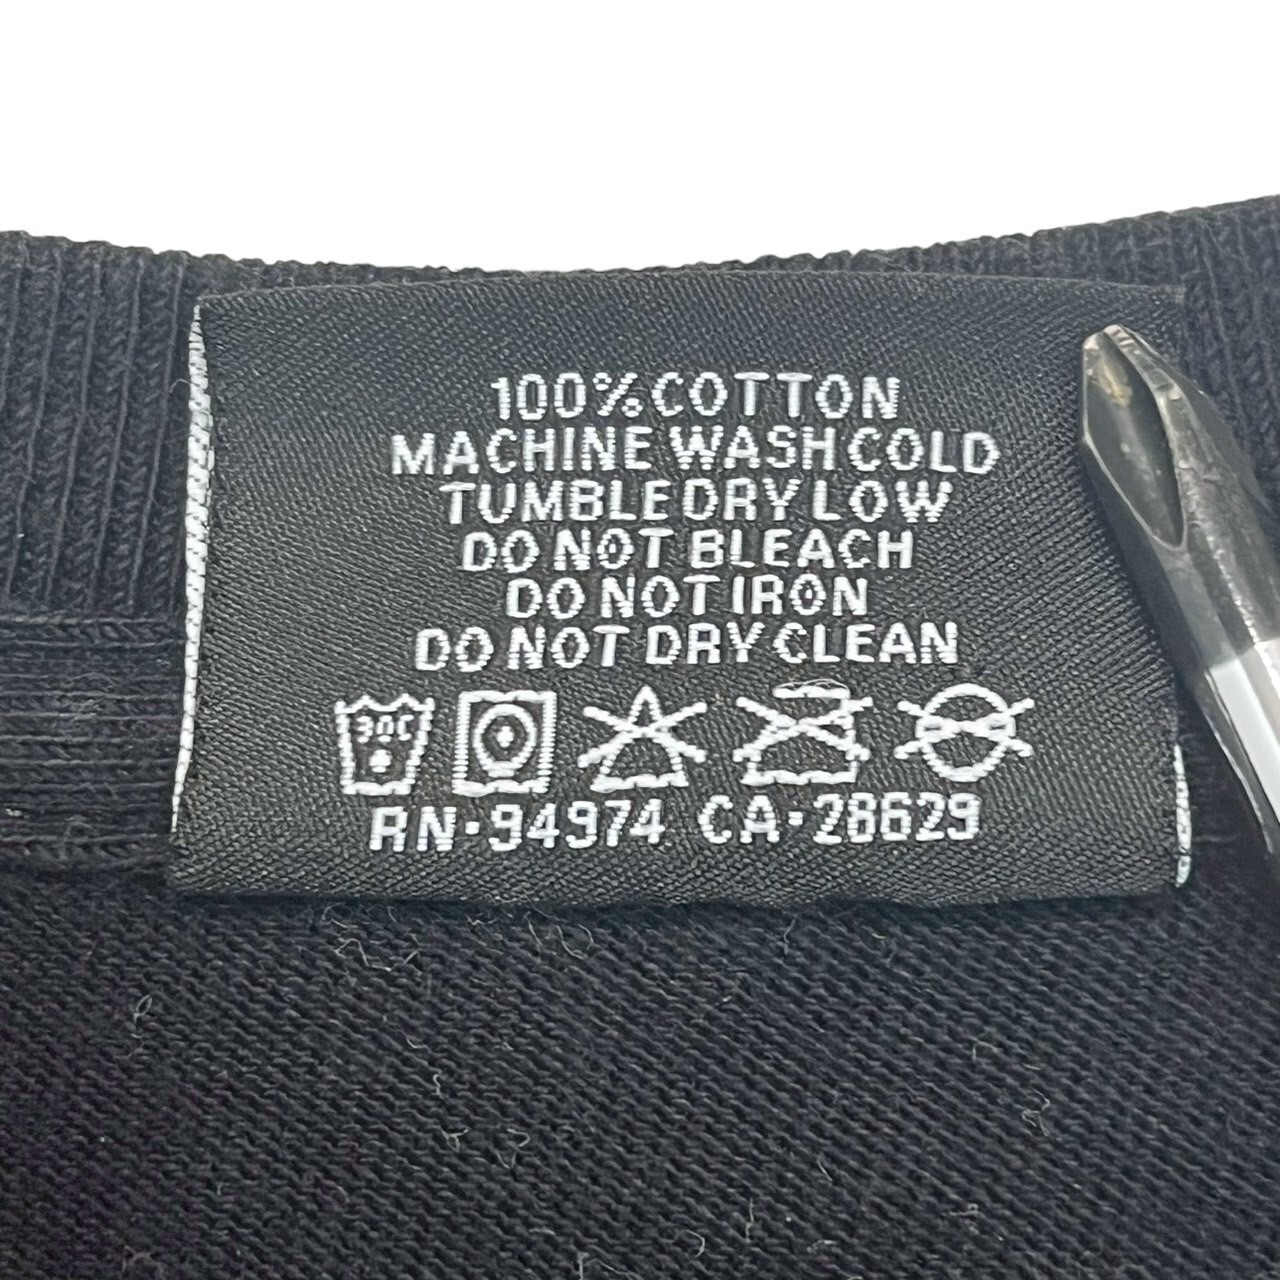 100% COTTON
MACHINE WASH COLD
TUMBLE DRY LOW
DO NOT BLEACH
DO NOT IRON
DO NOT DRY CLEAN
30C
RN-94974 CA-28629